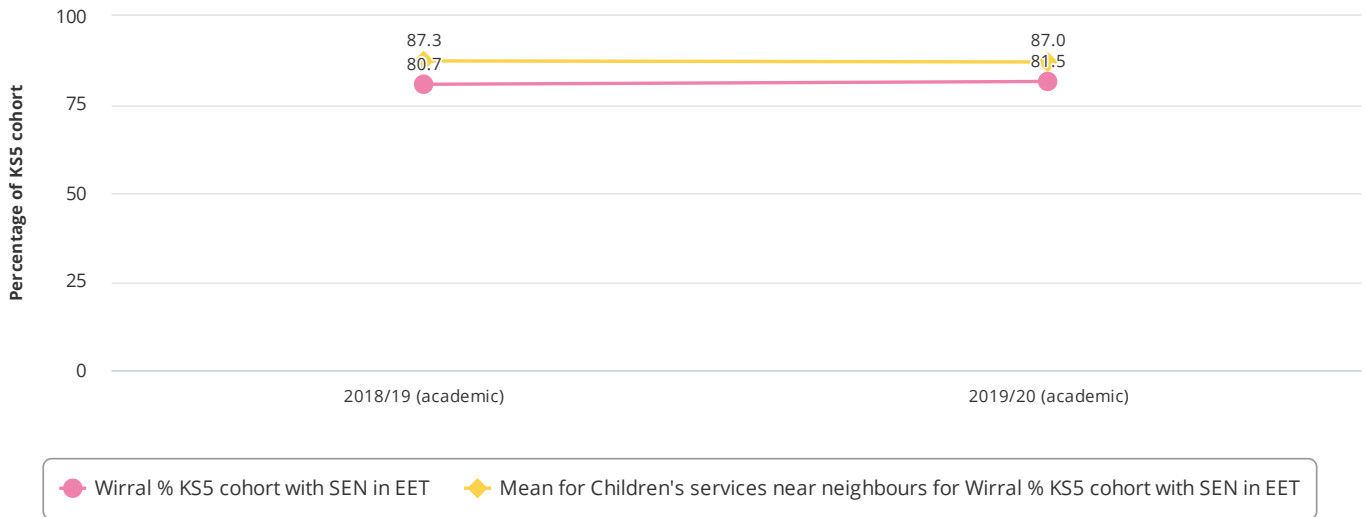 Percentage of KS5 cohort
100
75
50
25
0
87.3
87.0
80.7
81.5
2018/19 (academic)
2019/20 (academic)
Wirral % KS5 cohort with SEN in EET
Mean for Children's services near neighbours for Wirral % KS5 cohort with SEN in EET